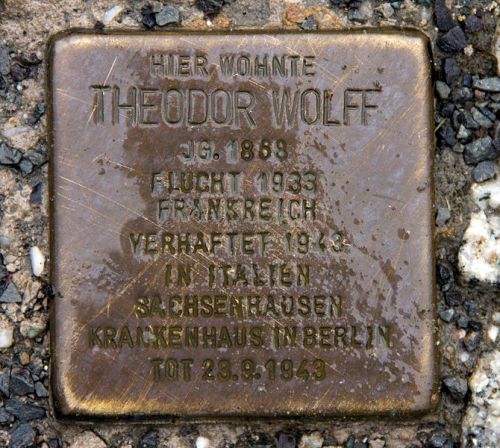 HIER WOHNTE
THEODOR WOLFF
JG. 1868
FLUCHT 1933
FRANKREICH
VERHAFTET 1943
IN ITALIEN
SACHSENHAUSEN
KRANKENHAUS IN BERLIN
TOT 23.9.1943